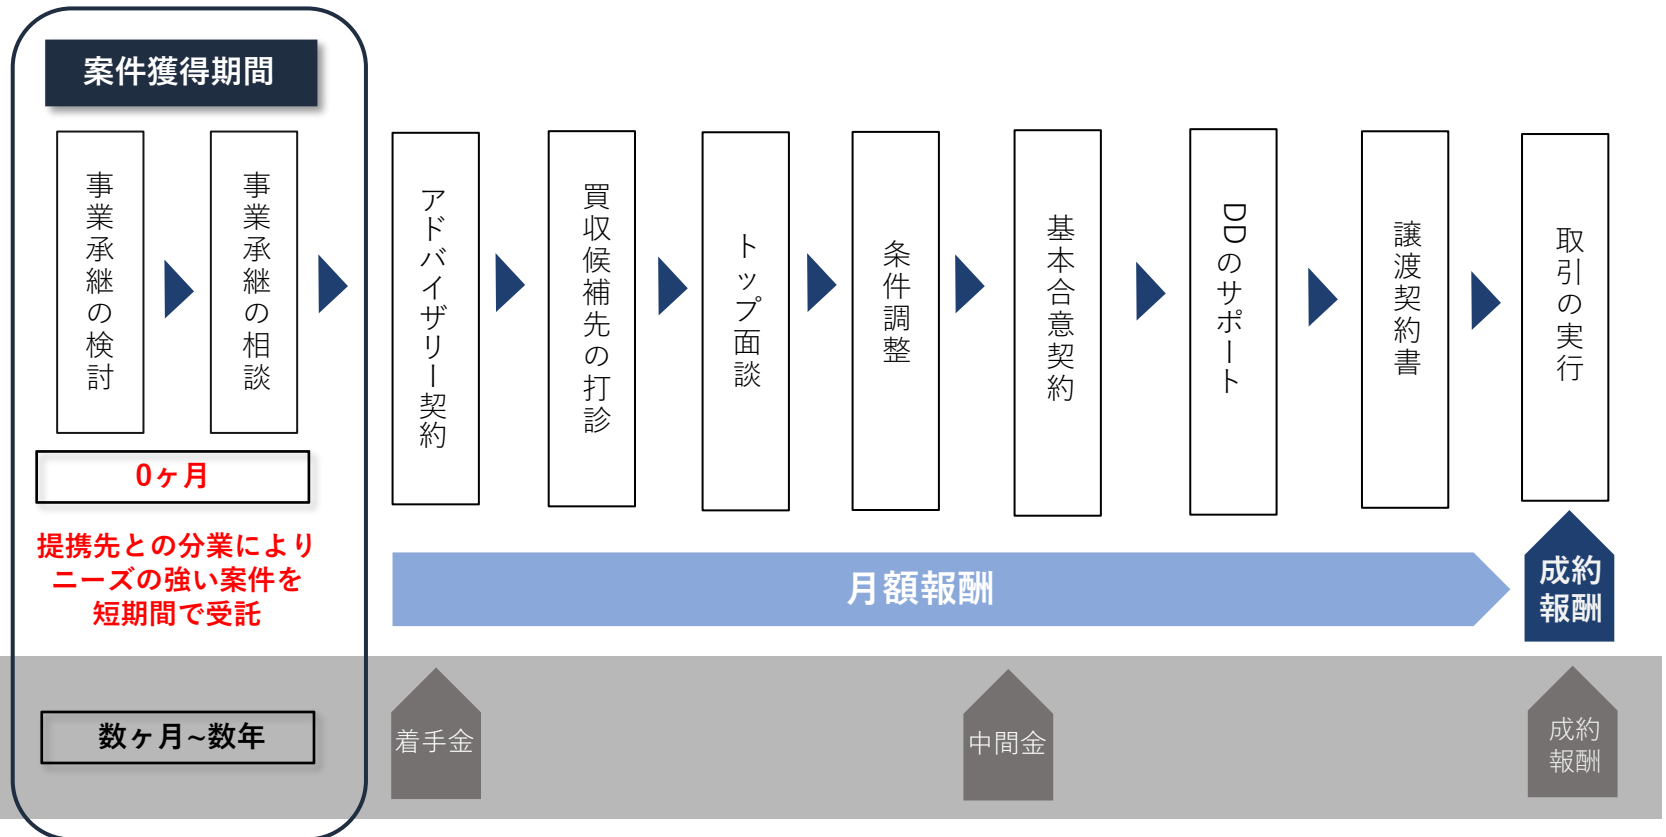 案件獲得期間
事業承継の検討
事業承継の相談
アドバイザリー契約
買収候補先の打診
トップ面談
条件調整
基本合意契約
DDのサポート
譲渡契約書
取引の実行
0ヶ月
提携先との分業により
ニーズの強い案件を
短期間で受託
月額報酬
成約
報酬
数ヶ月~数年
着手金
中間金
成約
報酬